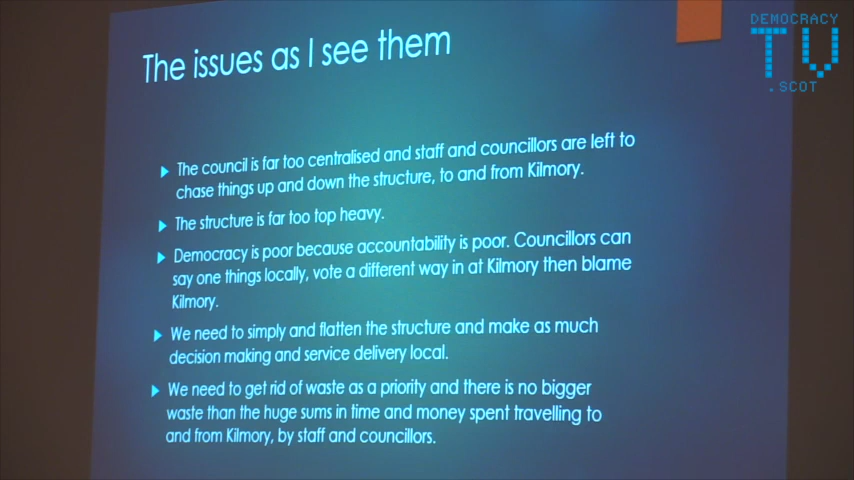 The issues as I see them
DEMOCRACY
TV
.SCOT
The council is far too centralised and staff and councillors are left to
chase things up and down the structure, to and from Kilmory.
The structure is far too top heavy.
Democracy is poor because accountability is poor. Councillors can
say one things locally, vote a different way in at Kilmory then blame
Kilmory.
We need to simply and flatten the structure and make as much
decision making and service delivery local.
We need to get rid of waste as a priority and there is no bigger
waste than the huge sums in time and money spent travelling to
and from Kilmory, by staff and councillors.